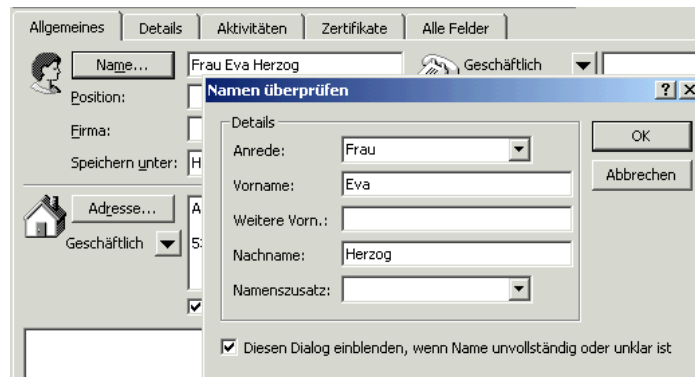 Allgemeines Details Aktivitäten Zertifikate Alle Felder
Name... Frau Eva Herzog Geschäftlich
Position:
Firma:
Speichern unter: H
Adresse... A
Geschäftlich 5
Namen überprüfen
Details
Anrede: Frau
Vorname: Eva
Weitere Vorn.:
Nachname: Herzog
Namenszusatz:
OK
Abbrechen
Diesen Dialog einblenden, wenn Name unvollständig oder unklar ist